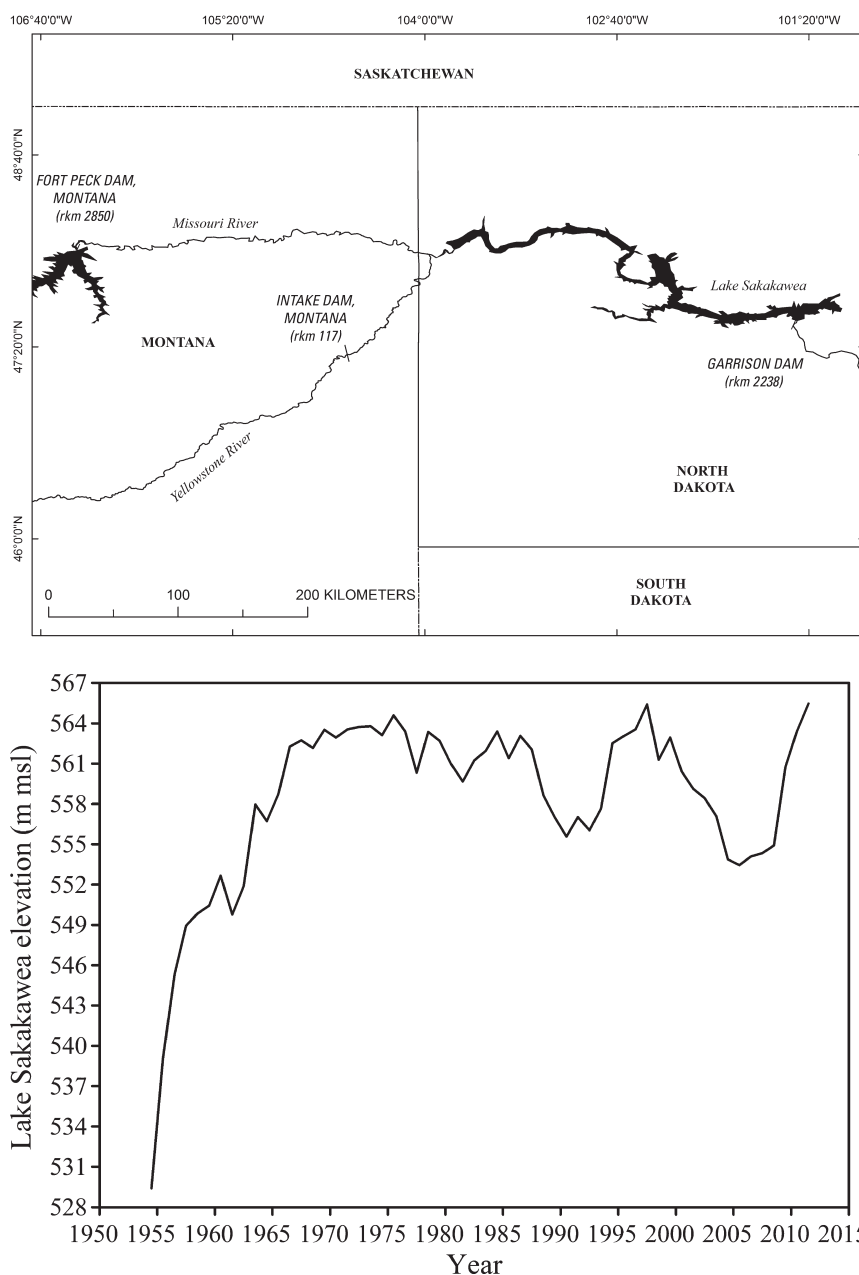 106°40'0"W 105°20'0"W 104°0'0"W 102°40'0"W 101°20'0"W
SASKATCHEWAN
48°40'0"N
FORT PECK DAM,
MONTANA
(rkm 2850)
Missouri River
INTAKE DAM,
MONTANA
(rkm 117)
Lake Sakakawea
47°20'0"N
MONTANA
GARRISON DAM
(rkm 2238)
Yellowstone River
NORTH
DAKOTA
46°0'0"N
0 100 200 KILOMETERS
SOUTH
DAKOTA
Lake Sakakawea elevation (m msl)
567
564
561
558
555
552
549
546
543
540
537
534
531
528
1950 1955 1960 1965 1970 1975 1980 1985 1990 1995 2000 2005 2010 2015
Year